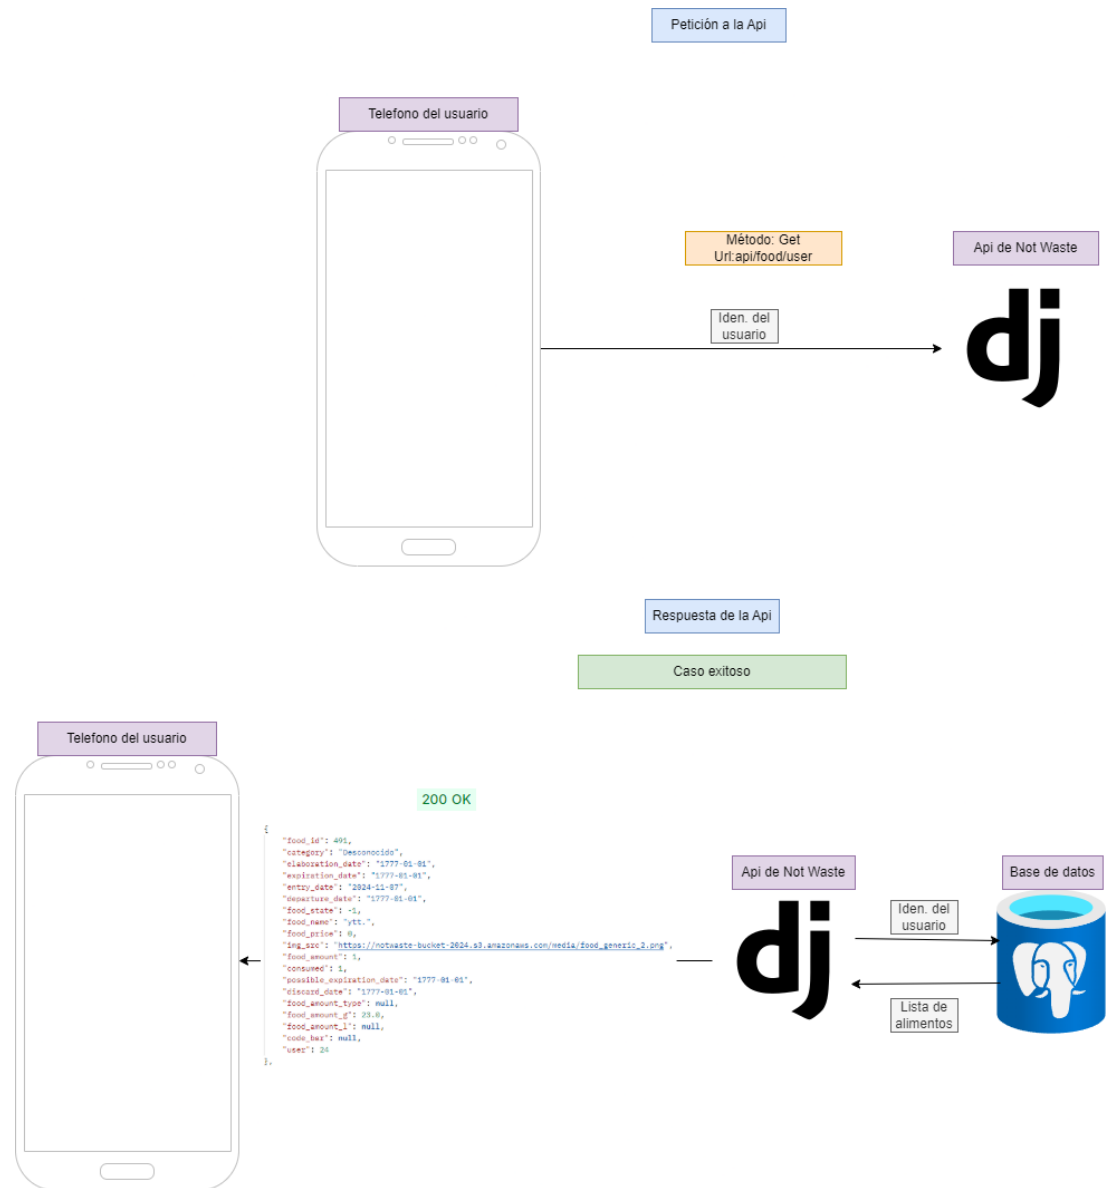 Petición a la Api
Telefono del usuario
Método: Get
Url:api/food/user
Api de Not Waste
Iden. del
usuario
dj
Respuesta de la Api
Caso exitoso
Telefono del usuario
200 OK
{
"food_id": 491,
"category": "Desconocido",
"elaboration_date": "1777-01-01",
"expiration_date": "1777-01-01",
"entry_date": "2024-11-07",
"departure_date": "1777-01-01",
"food_state": -1,
"food_name": "ytt.",
"food_price": 0,
"img_src": "https://notwaste-bucket-2024.s3.amazonaws.com/media/food_generic_2.png",
"food_amount": 1,
"consumed": 1,
"possible_expiration_date": "1777-01-01",
"discard_date": "1777-01-01",
"food_amount_type": null,
"food_amount_g": 23.0,
"food_amount_l": null,
"code_bar": null,
"user": 24
},
Api de Not Waste
dj
Iden. del
usuario
Lista de
alimentos
Base de datos